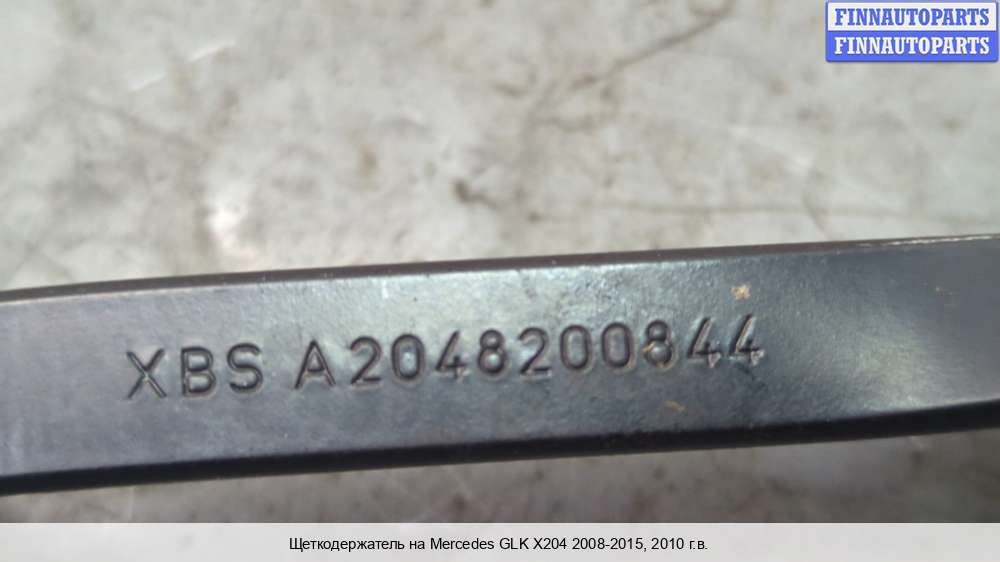 FINNAUTOPARTS
FINNAUTOPARTS
XBS A2048200844
Щеткодержатель на Mercedes GLK X204 2008-2015, 2010 г.в.